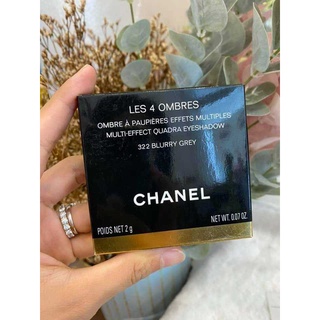 LES 4 OMBRES
OMBRE À PAUPIÈRES EFFETS MULTIPLES
MULTI-EFFECT QUADRA EYESHADOW
322 BLURRY GREY
CHANEL
POIDS NET 2 g
NET WT. 0.07 OZ.